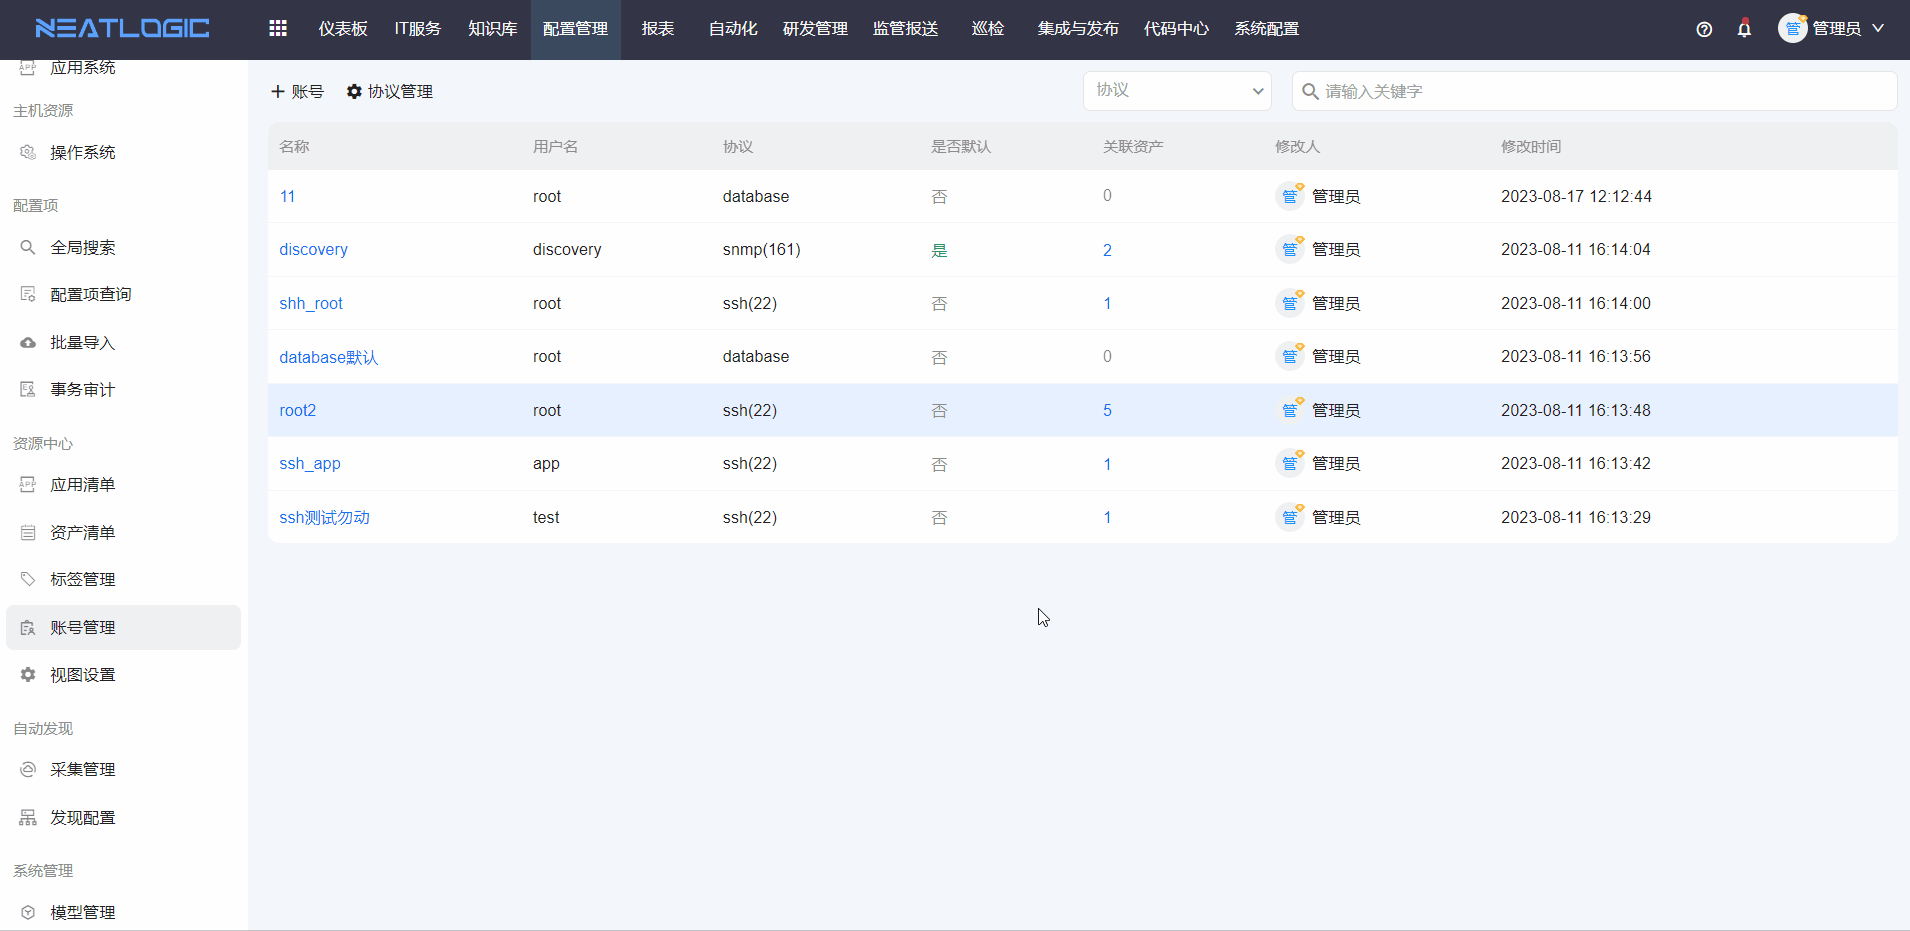 NEATLOGIC 仪表板 IT服务 知识库 配置管理 报表 自动化 研发管理 监管报送 巡检 集成与发布 代码中心 系统配置 管 管理员
应用系统
主机资源
操作系统
配置项
全局搜索
配置项查询
批量导入
事务审计
资源中心
应用清单
资产清单
标签管理
账号管理
视图设置
自动发现
采集管理
发现配置
系统管理
模型管理
账号 协议管理 协议 请输入关键字
名称 用户名 协议 是否默认 关联资产 修改人 修改时间
11 root database 否 0 管 管理员 2023-08-17 12:12:44
discovery discovery snmp(161) 是 2 管 管理员 2023-08-11 16:14:04
shh_root root ssh(22) 否 1 管 管理员 2023-08-11 16:14:00
database默认 root database 否 0 管 管理员 2023-08-11 16:13:56
root2 root ssh(22) 否 5 管 管理员 2023-08-11 16:13:48
ssh_app app ssh(22) 否 1 管 管理员 2023-08-11 16:13:42
ssh测试勿动 test ssh(22) 否 1 管 管理员 2023-08-11 16:13:29